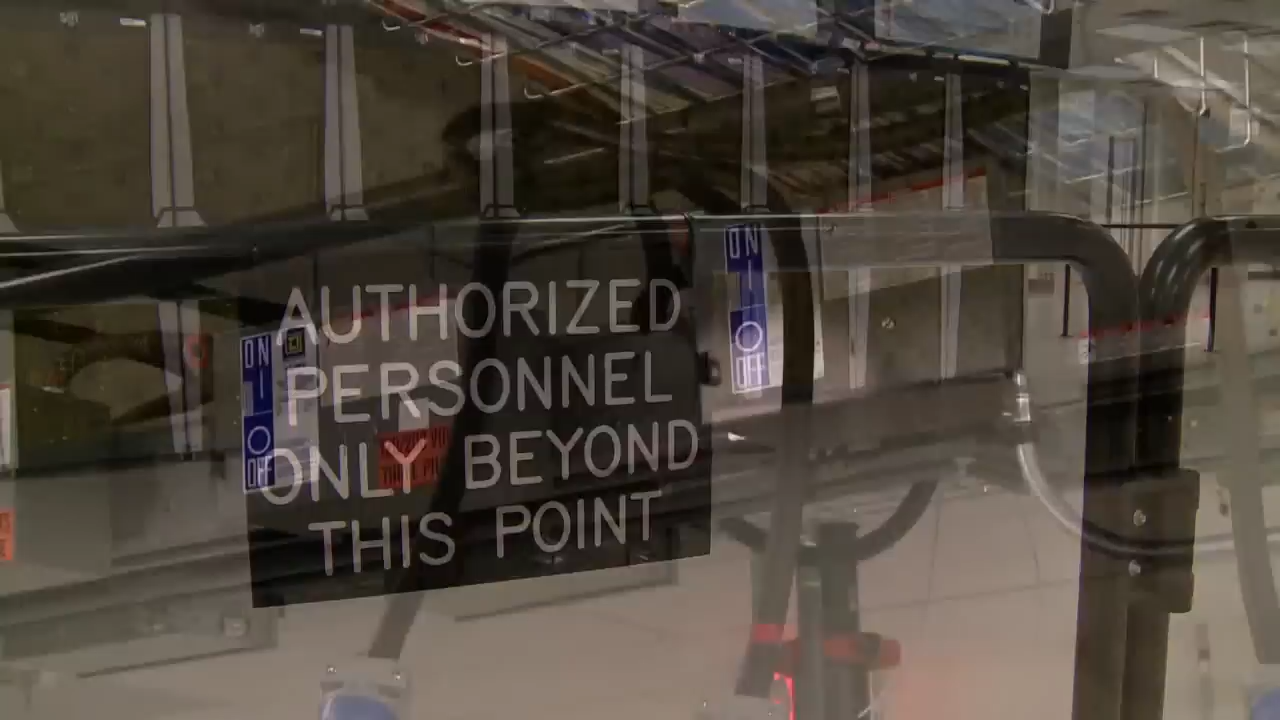 AUTHORIZED
PERSONNEL
ONLY BEYOND
THIS POINT
ON
OFF
ON
OFF